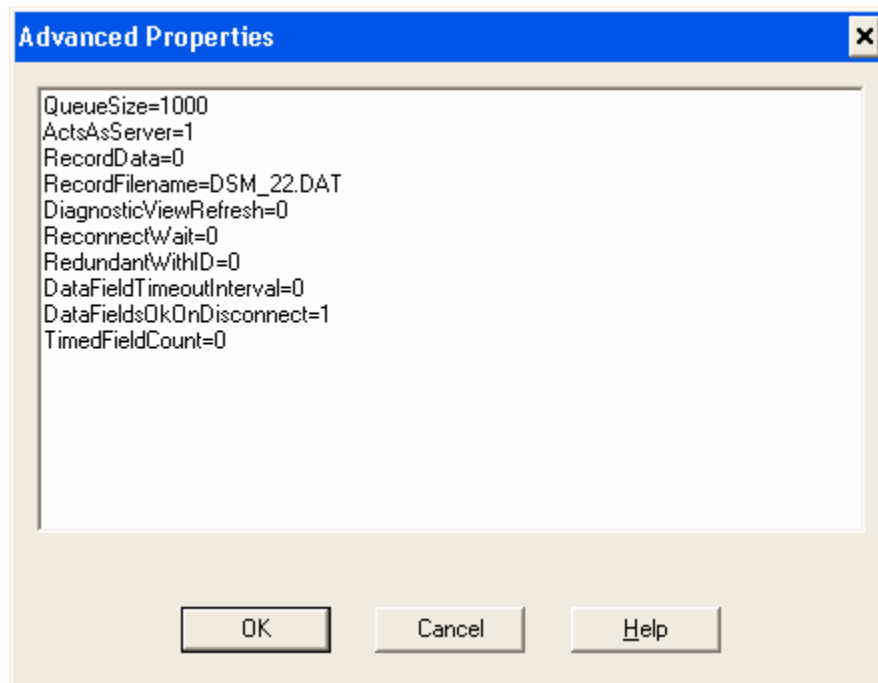 Advanced Properties
QueueSize=1000
ActsAsServer=1
RecordData=0
RecordFilename=DSM_22.DAT
DiagnosticViewRefresh=0
ReconnectWait=0
RedundantWithID=0
DataFieldTimeoutInterval=0
DataFieldsOkOnDisconnect=1
TimedFieldCount=0
OK Cancel Help